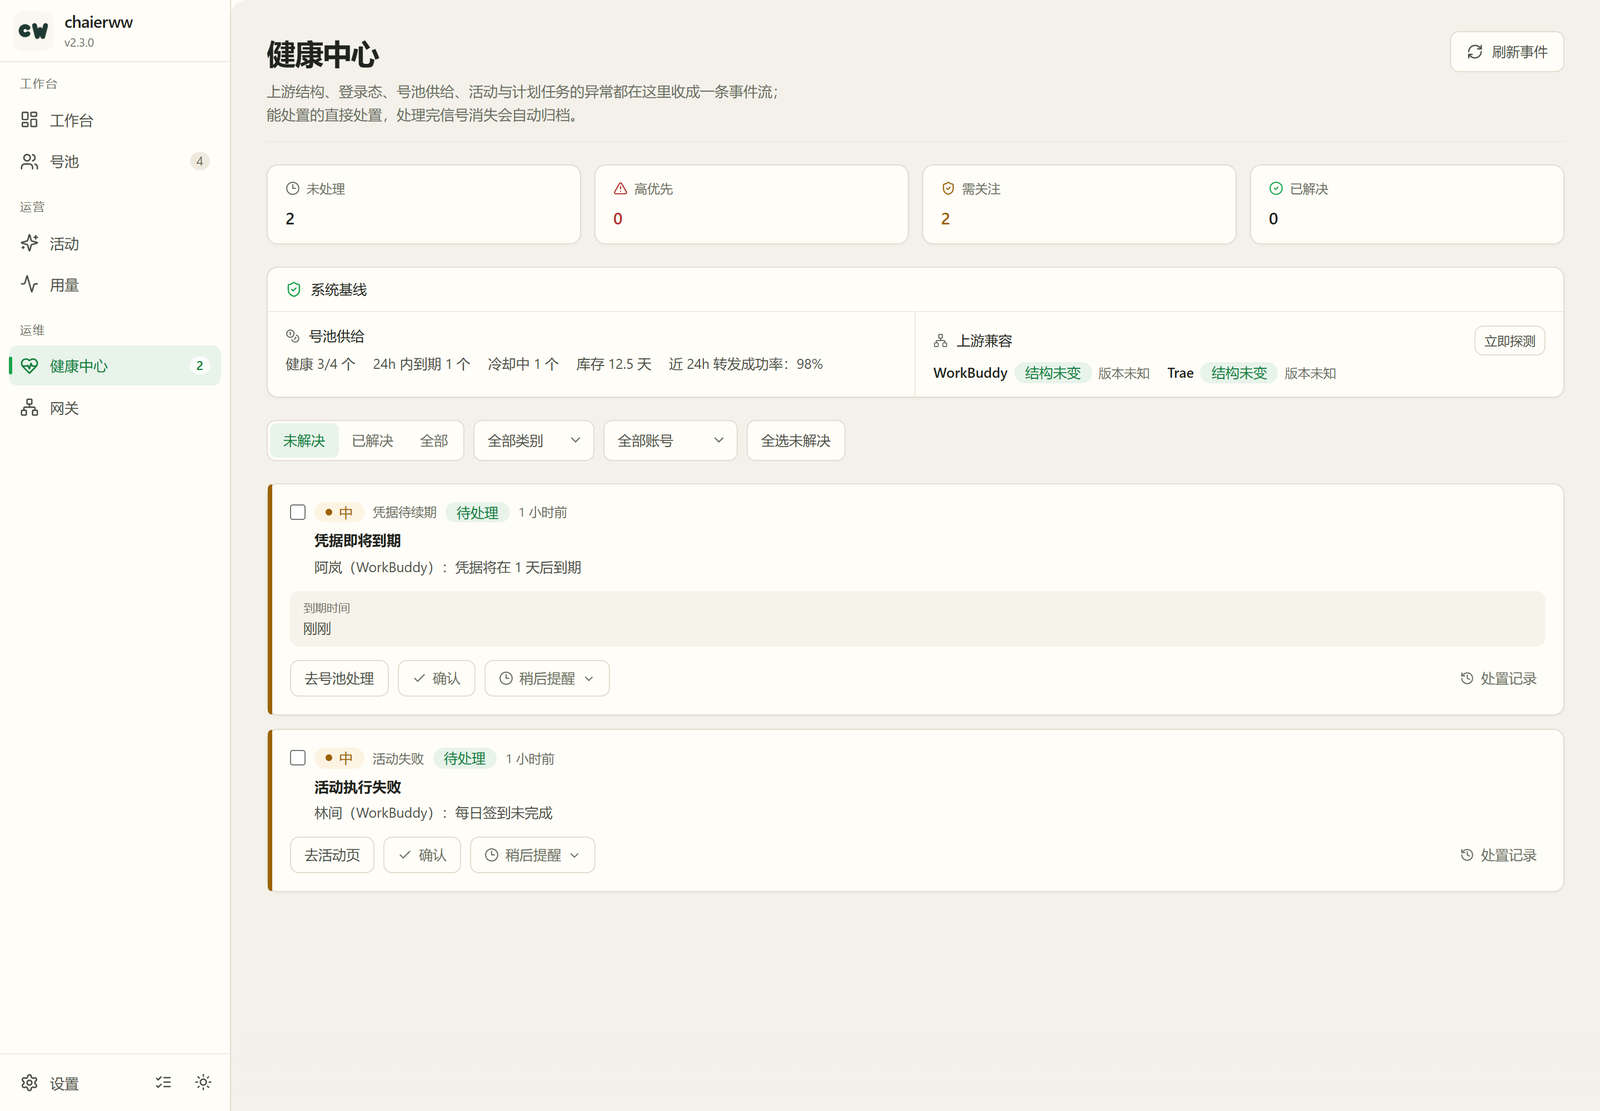 CW
chaierww
v2.3.0
工作台
工作台
号池 4
运营
活动
用量
运维
健康中心 2
网关
设置
健康中心
上游结构、登录态、号池供给、活动与计划任务的异常都在这里收成一条事件流；
能处置的直接处置，处理完信号消失会自动归档。
刷新事件
未处理
2
高优先
0
需关注
2
已解决
0
系统基线
号池供给
健康 3/4 个 24h 内到期 1 个 冷却中 1 个 库存 12.5 天 近 24h 转发成功率：98%
上游兼容
立即探测
WorkBuddy 结构未变 版本未知 Trae 结构未变 版本未知
未解决 已解决 全部 全部类别 全部账号 全选未解决
中 凭据待续期 待处理 1 小时前
凭据即将到期
阿岚（WorkBuddy）：凭据将在 1 天后到期
到期时间
刚刚
去号池处理 确认 稍后提醒 处置记录
中 活动失败 待处理 1 小时前
活动执行失败
林间（WorkBuddy）：每日签到未完成
去活动页 确认 稍后提醒 处置记录